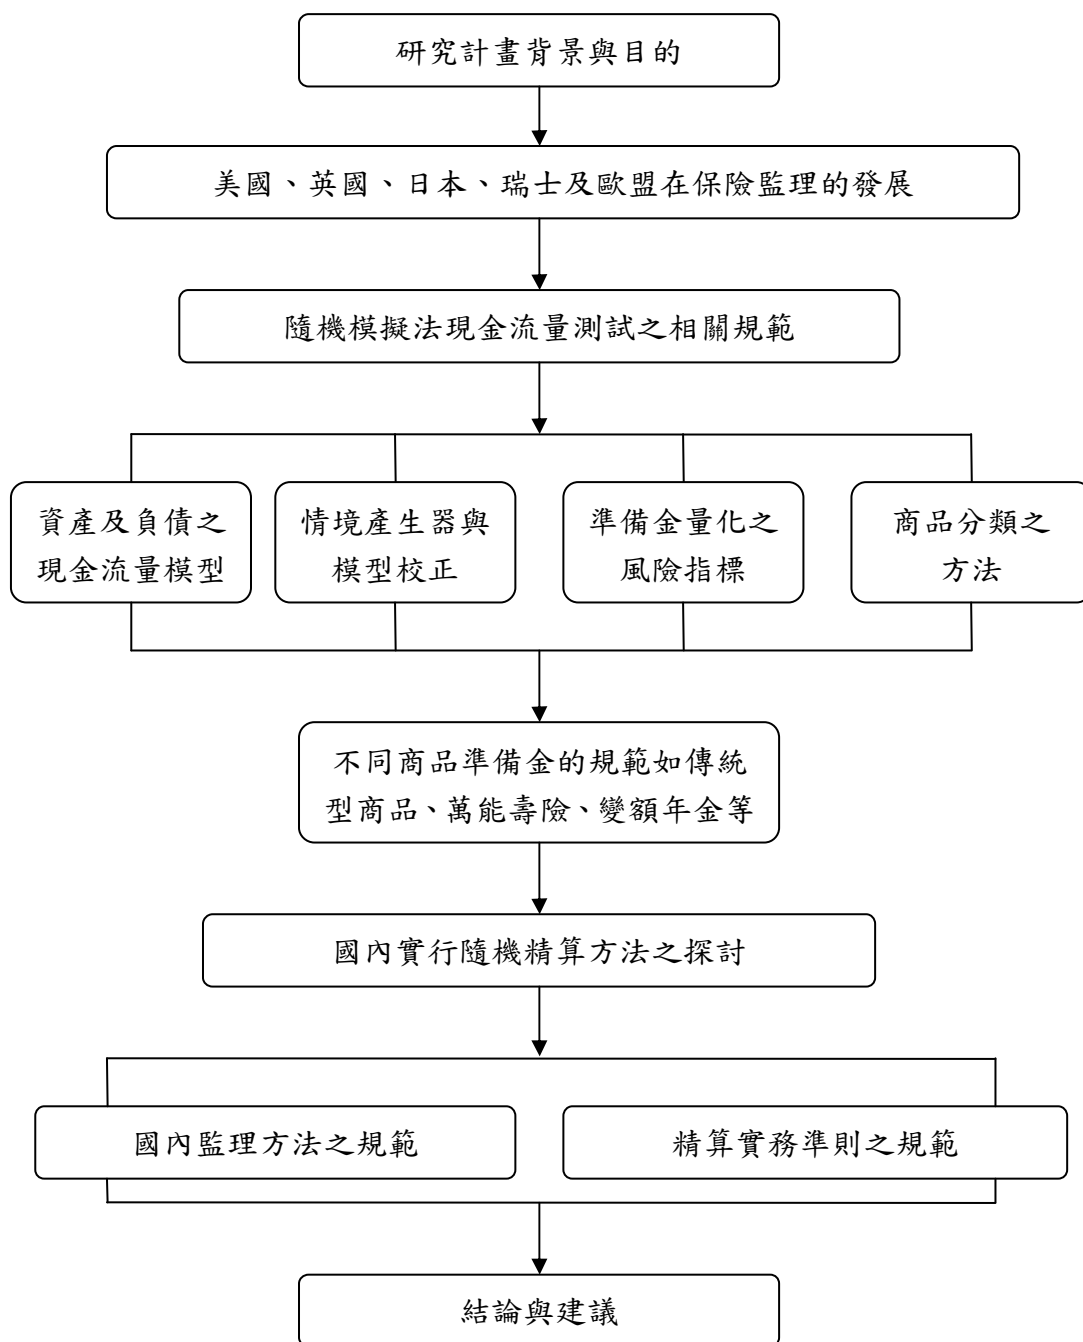 研究計畫背景與目的
美國、英國、日本、瑞士及歐盟在保險監理的發展
隨機模擬法現金流量測試之相關規範
資產及負債之
現金流量模型
情境產生器與
模型校正
準備金量化之
風險指標
商品分類之
方法
不同商品準備金的規範如傳統
型商品、萬能壽險、變額年金等
國內實行隨機精算方法之探討
國內監理方法之規範
精算實務準則之規範
結論與建議